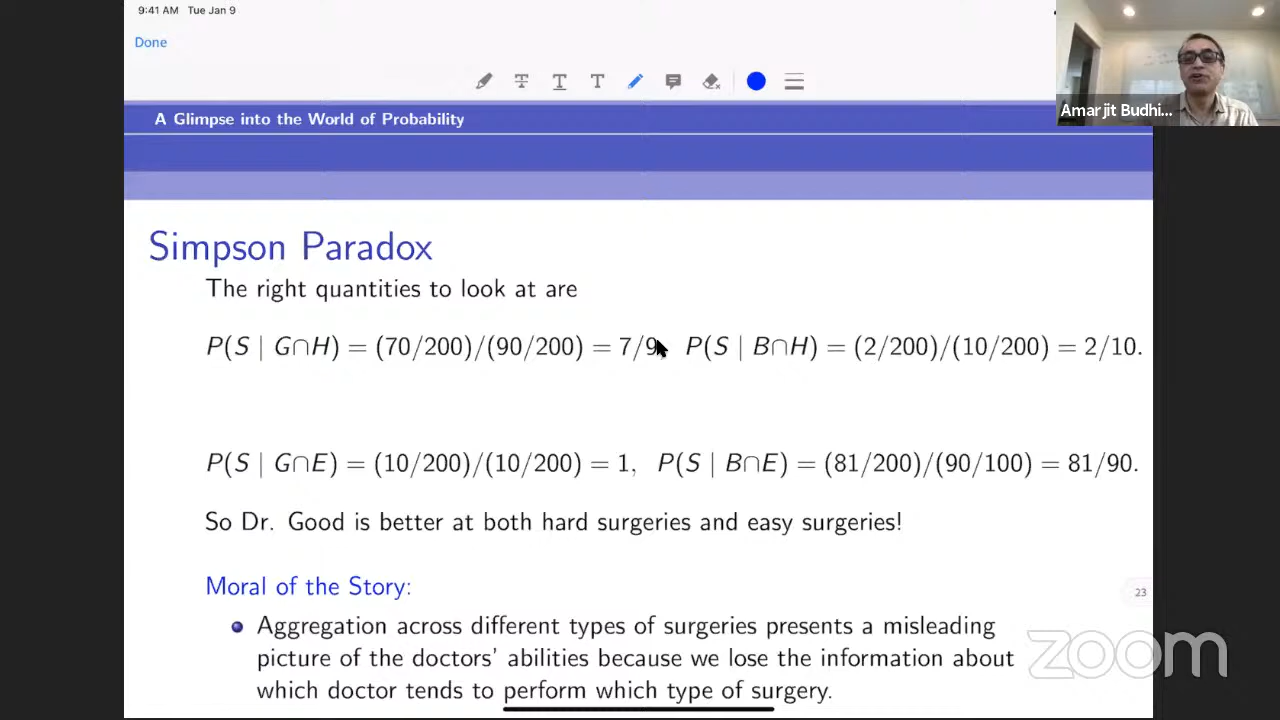 9:41 AM Tue Jan 9
Done
A Glimpse into the World of Probability
Amarjit Budhi...
Simpson Paradox
The right quantities to look at are
P(S | G∩H) = (70/200)/(90/200) = 7/9 P(S | B∩H) = (2/200)/(10/200) = 2/10.
P(S | G∩E) = (10/200)/(10/200) = 1, P(S | B∩E) = (81/200)/(90/100) = 81/90.
So Dr. Good is better at both hard surgeries and easy surgeries!
Moral of the Story:
23
Aggregation across different types of surgeries presents a misleading
picture of the doctors' abilities because we lose the information about
which doctor tends to perform which type of surgery.
zoom